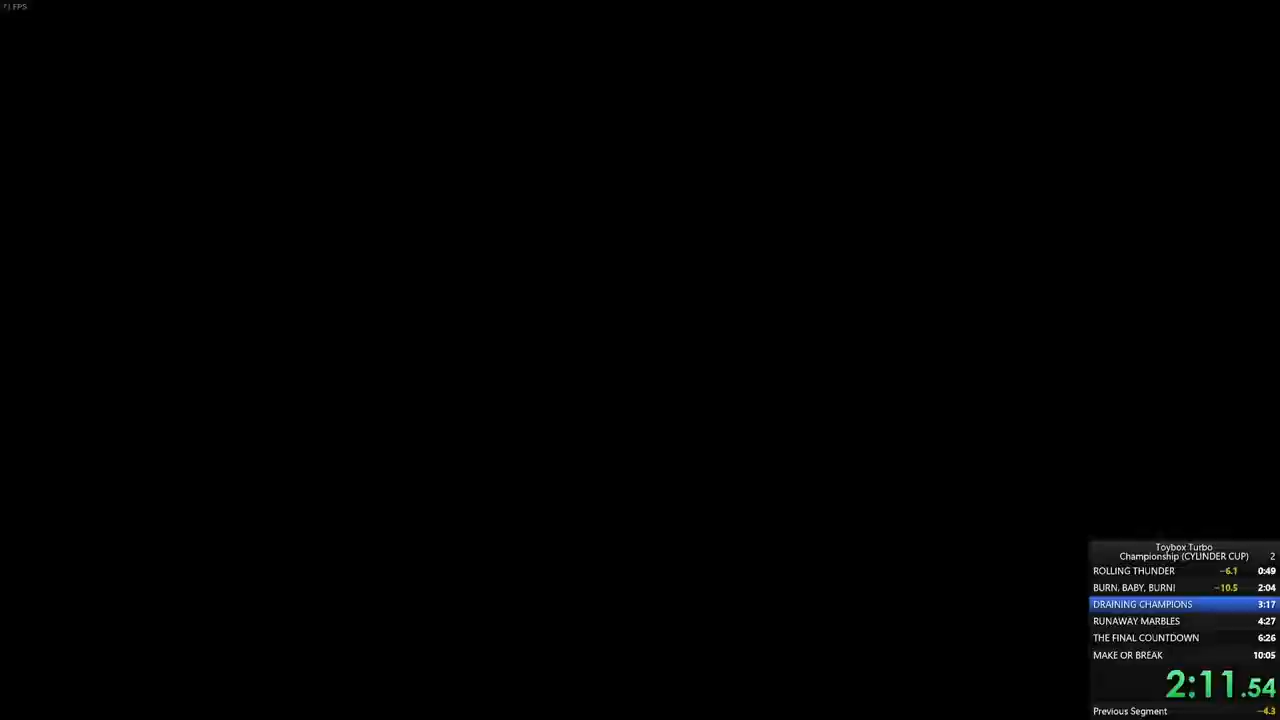 FPS
Toybox Turbo
Championship (CYLINDER CUP) 2
ROLLING THUNDER −6.1 0:49
BURN, BABY, BURN! −10.5 2:04
DRAINING CHAMPIONS 3:17
RUNAWAY MARBLES 4:27
THE FINAL COUNTDOWN 6:26
MAKE OR BREAK 10:05
2:11.54
Previous Segment −4.3